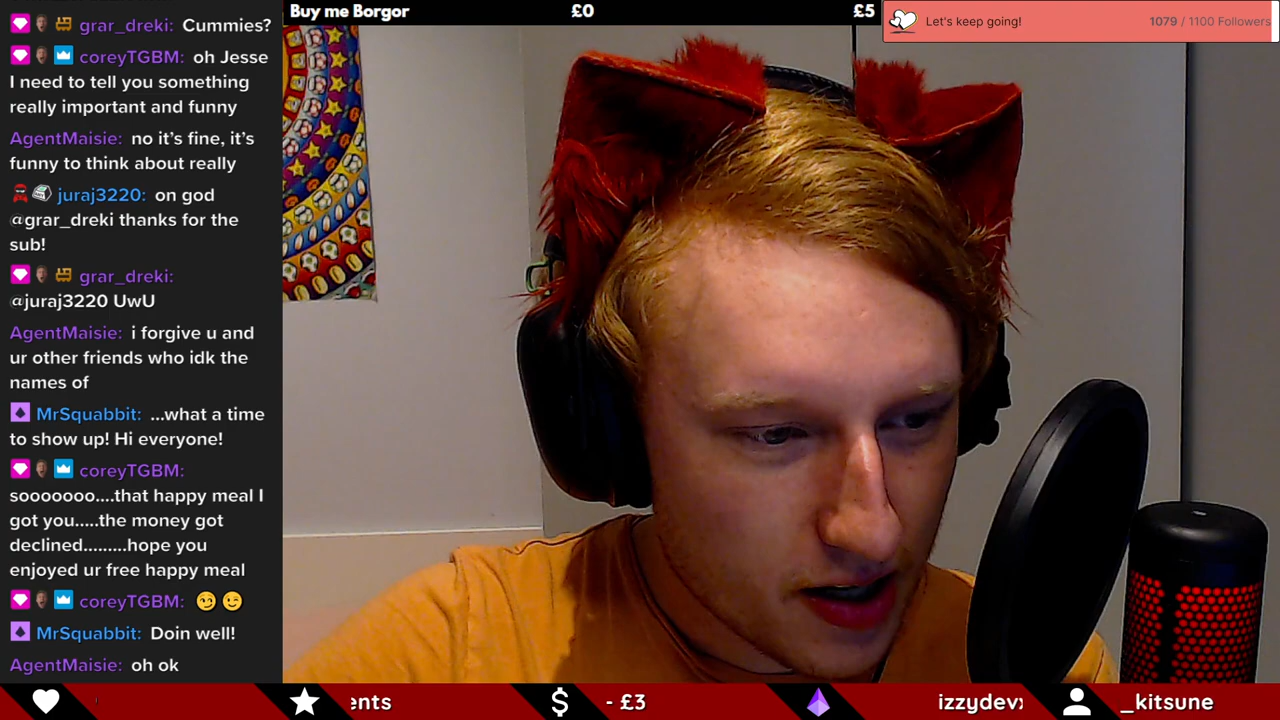 grar_dreki: Cummies?
coreyTGBM: oh Jesse
I need to tell you something
really important and funny
AgentMaisie: no it's fine, it's
funny to think about really
juraj3220: on god
@grar_dreki thanks for the
sub!
grar_dreki:
@juraj3220 UwU
AgentMaisie: i forgive u and
ur other friends who idk the
names of
MrSquabbit: ...what a time
to show up! Hi everyone!
coreyTGBM:
sooooooo....that happy meal I
got you.....the money got
declined.........hope you
enjoyed ur free happy meal
coreyTGBM: 😏 😉
MrSquabbit: Doin well!
AgentMaisie: oh ok
Buy me Borgor £0 £5
Let's keep going! 1079 / 1100 Followers
ents - £3 izzydev _kitsune